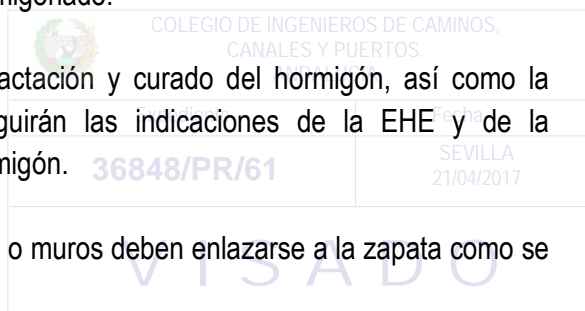 migonado.
COLEGIO DE INGENIEROS DE CAMINOS,
CANALES Y PUERTOS.
actación y curado del hormigón, así como la
Fecha
guirán las indicaciones de la EHE y de la
SEVILLA
migón. 36848/PR/61
21/04/2017
o muros deben enlazarse a la zapata como se
VISADO